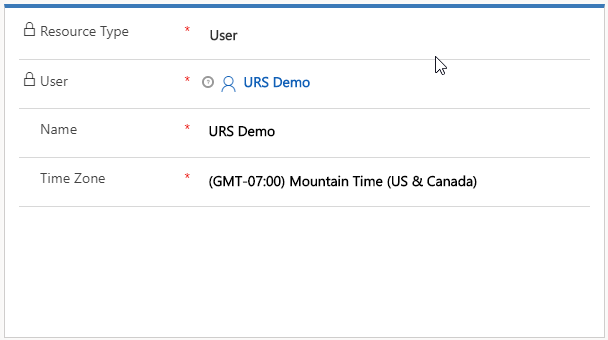 Resource Type * User
User * URS Demo
Name * URS Demo
Time Zone * (GMT-07:00) Mountain Time (US & Canada)